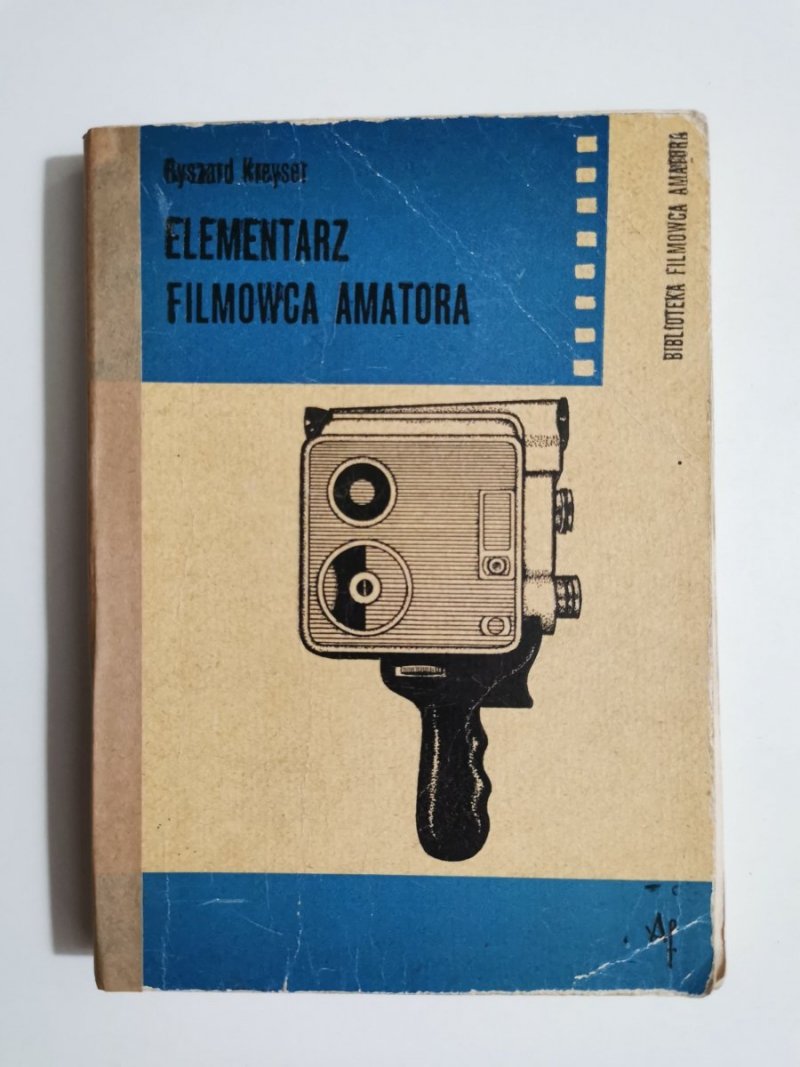 Ryszard Kreyser
ELEMENTARZ
FILMOWCA AMATORA
BIBLIOTEKA FILMOWCA AMATORA